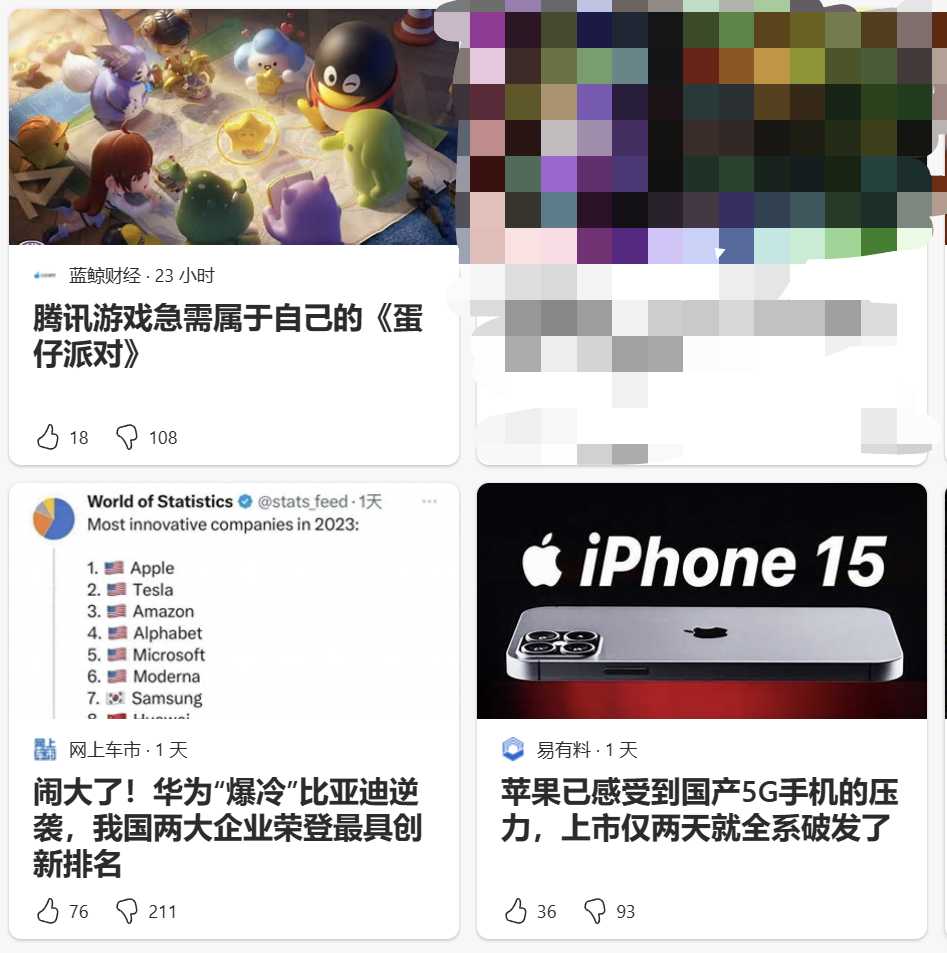 蓝鲸财经 · 23 小时
腾讯游戏急需属于自己的《蛋
仔派对》
18 108
World of Statistics @stats_feed · 1天
Most innovative companies in 2023:
1. Apple
2. Tesla
3. Amazon
4. Alphabet
5. Microsoft
6. Moderna
7. Samsung
网上车市 · 1 天
闹大了！华为“爆冷”比亚迪逆
袭，我国两大企业荣登最具创
新排名
76 211
iPhone 15
易有料 · 1 天
苹果已感受到国产5G手机的压
力，上市仅两天就全系破发了
36 93